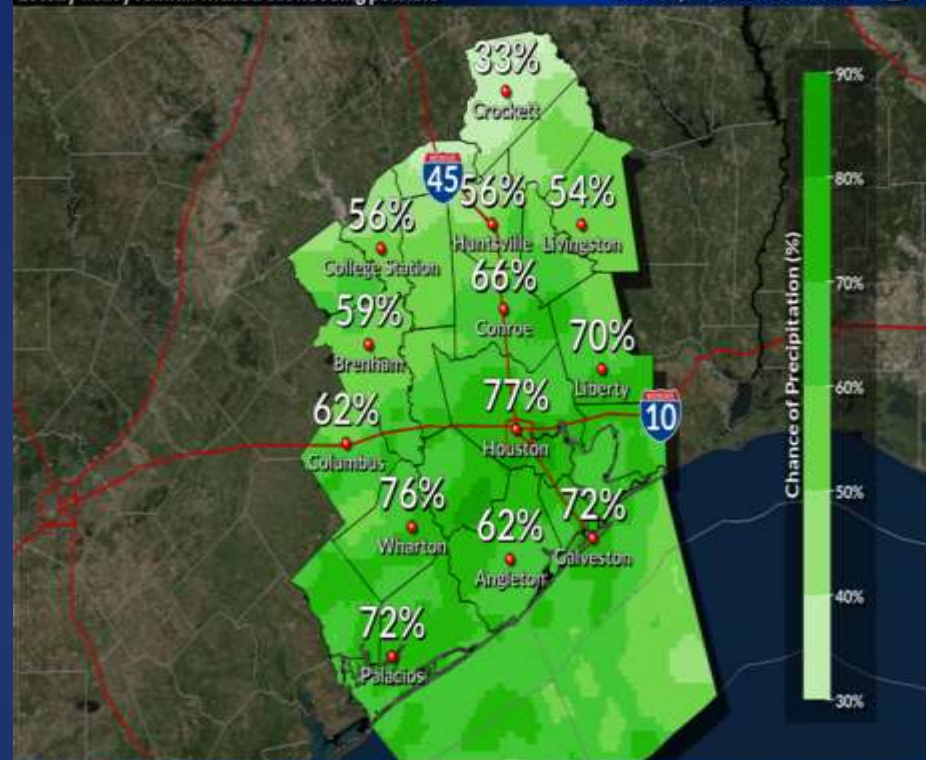 33%
Crockett
45
56%
Huntsville
54%
Livingston
56%
College Station
66%
Conroe
59%
Brenham
70%
Liberty
77%
Houston
10
62%
Columbus
76%
Wharton
62%
Angleton
72%
Galveston
72%
Palacios
Chance of Precipitation (%)
90%
80%
70%
60%
50%
40%
30%